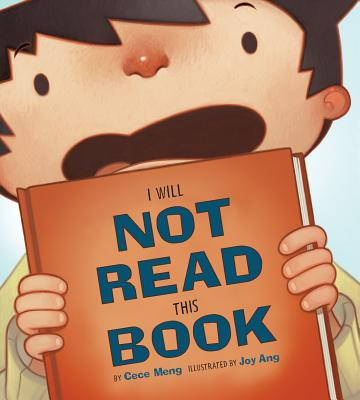 I WILL
NOT
READ
THIS
BOOK
BY Cece Meng ILLUSTRATED BY Joy Ang